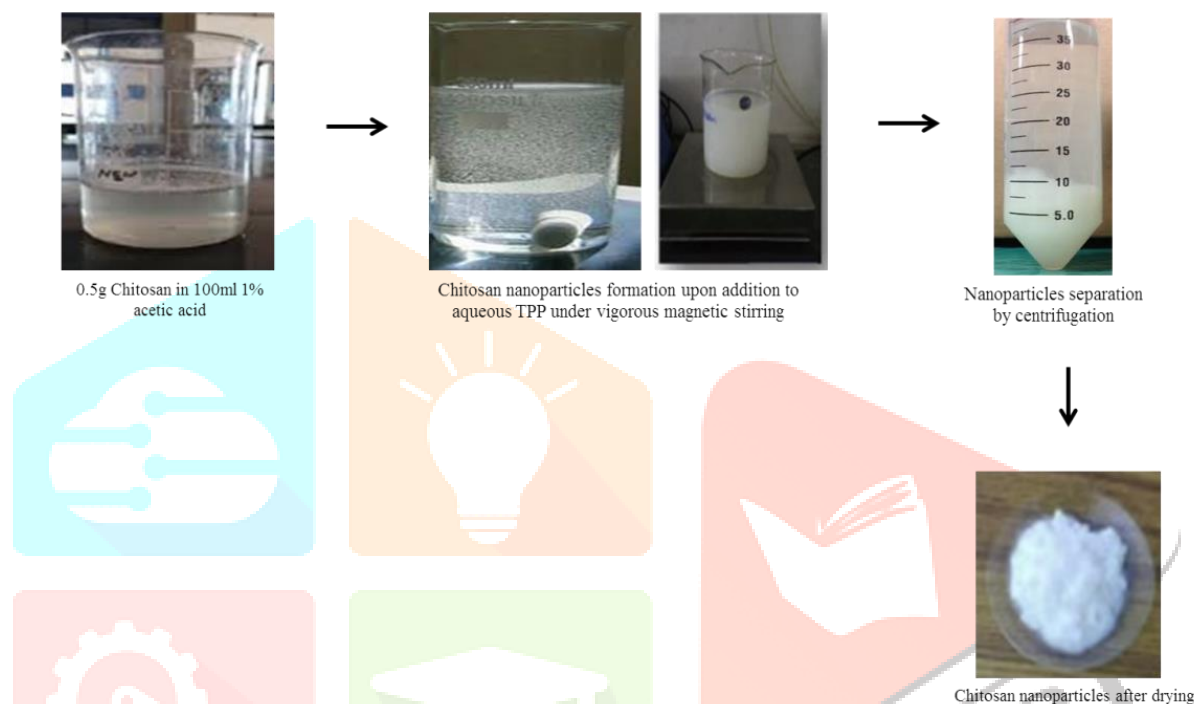 NEW
0.5g Chitosan in 100ml 1%
acetic acid
Chitosan nanoparticles formation upon addition to
aqueous TPP under vigorous magnetic stirring
35
30
25
20
15
10
5.0
Nanoparticles separation
by centrifugation
Chitosan nanoparticles after drying